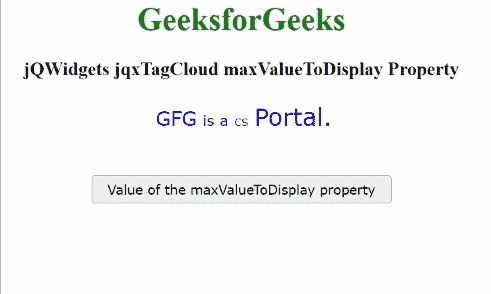 GeeksforGeeks
jQWidgets jqxTagCloud maxValueToDisplay Property
GFG is a cs Portal.
Value of the maxValueToDisplay property